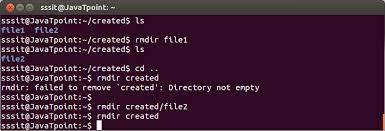 sssit@JavaTpoint: ~
sssit@JavaTpoint:~/created$ ls
file1 file2
sssit@JavaTpoint:~/created$ rmdir file1
sssit@JavaTpoint:~/created$ ls
file2
sssit@JavaTpoint:~/created$ cd ..
sssit@JavaTpoint:~$ rmdir created
rmdir: failed to remove `created': Directory not empty
sssit@JavaTpoint:~$
sssit@JavaTpoint:~$ rmdir created/file2
sssit@JavaTpoint:~$ rmdir created
sssit@JavaTpoint:~$